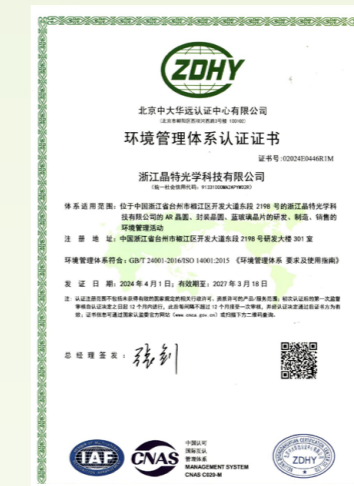 ZDHY
北京中大华远认证中心有限公司
环境管理体系认证证书
证书号:02024E0446R1M
浙江晶特光学科技有限公司
体系适用范围:位于中国浙江省台州市椒江区开发大道东段 2198 号的浙江晶特光学科
技有限公司的 AR 晶圆、封装晶圆、蓝玻璃晶片的研发、制造、销售的
环境管理活动
注册地址:中国浙江省台州市椒江区开发大道东段 2198 号研发大楼 301 室
环境管理体系符合:GB/T 24001-2016/ISO 14001:2015 《环境管理体系 要求及使用指南》
发证日期:2024 年 4 月 1 日;有效期至:2027 年 3 月 18 日
总经理签发:
IAF
CNAS
中国认可
国际互认
管理体系
MANAGEMENT SYSTEM
CNAS C020-M
ZDHY